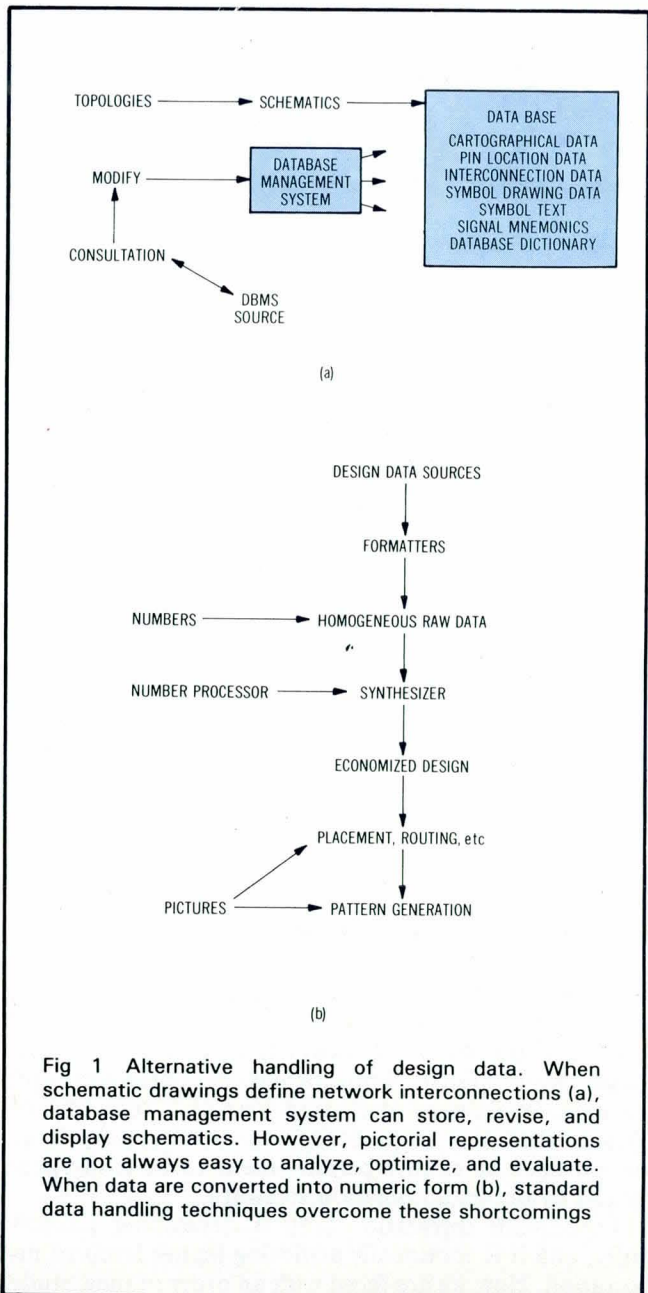 TOPOLOGIES SCHEMATICS
DATA BASE
CARTOGRAPHICAL DATA
PIN LOCATION DATA
INTERCONNECTION DATA
SYMBOL DRAWING DATA
SYMBOL TEXT
SIGNAL MNEMONICS
DATABASE DICTIONARY
MODIFY
DATABASE
MANAGEMENT
SYSTEM
CONSULTATION
DBMS
SOURCE
(a)
DESIGN DATA SOURCES
FORMATTERS
NUMBERS HOMOGENEOUS RAW DATA
NUMBER PROCESSOR SYNTHESIZER
ECONOMIZED DESIGN
PLACEMENT, ROUTING, etc
PICTURES PATTERN GENERATION
(b)
Fig 1 Alternative handling of design data. When
schematic drawings define network interconnections (a),
database management system can store, revise, and
display schematics. However, pictorial representations
are not always easy to analyze, optimize, and evaluate.
When data are converted into numeric form (b), standard
data handling techniques overcome these shortcomings